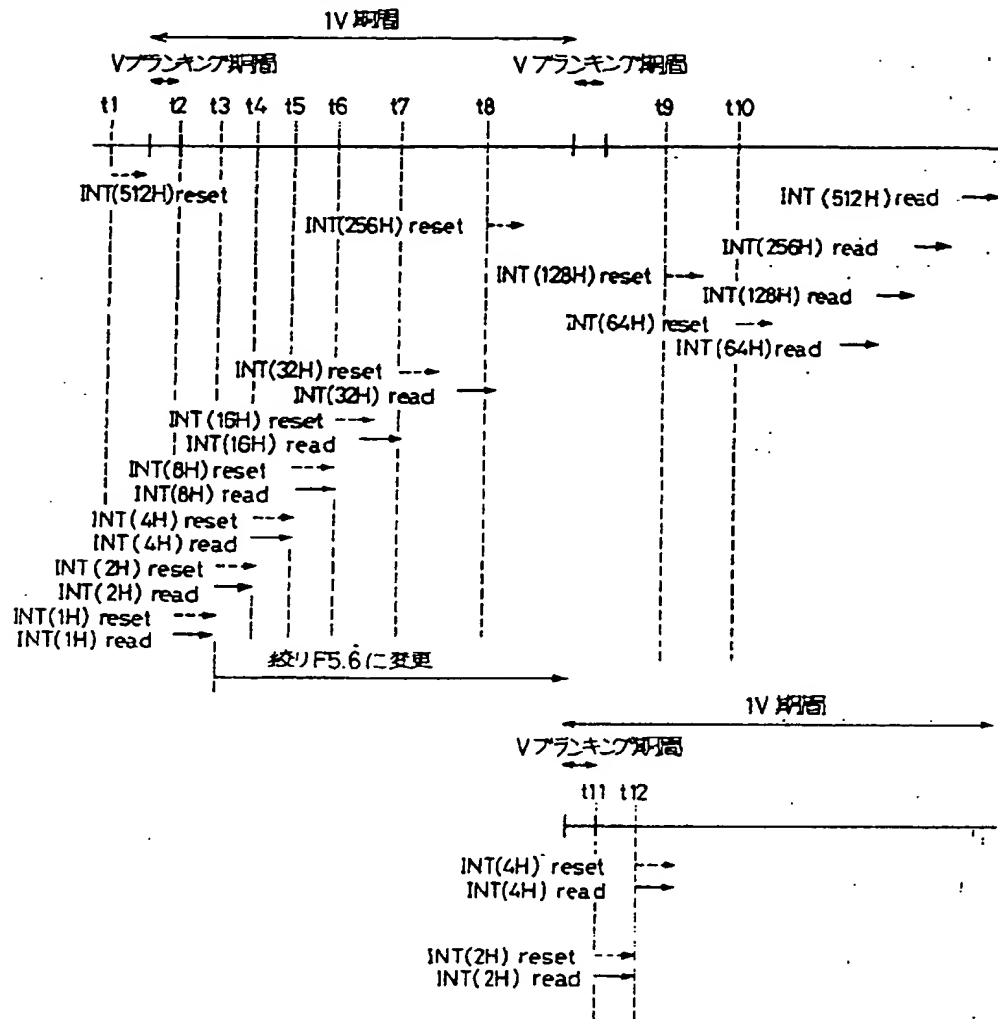 1V 期間
Vブランキング期間
Vブランキング期間
t1 t2 t3 t4 t5 t6 t7 t8 t9 t10
INT(512H) reset
INT (512H) read
INT(256H) reset
INT(256H) read
INT (128H) reset
INT(128H) read
INT(64H) reset
INT(64H) read
INT(32H) reset
INT(32H) read
INT(16H) reset
INT(16H) read
INT(8H) reset
INT(8H) read
INT(4H) reset
INT(4H) read
INT(2H) reset
INT(2H) read
INT(1H) reset
INT(1H) read
絞りF5.6に変更
1V 期間
Vブランキング期間
t11 t12
INT(4H) reset
INT(4H) read
INT(2H) reset
INT(2H) read